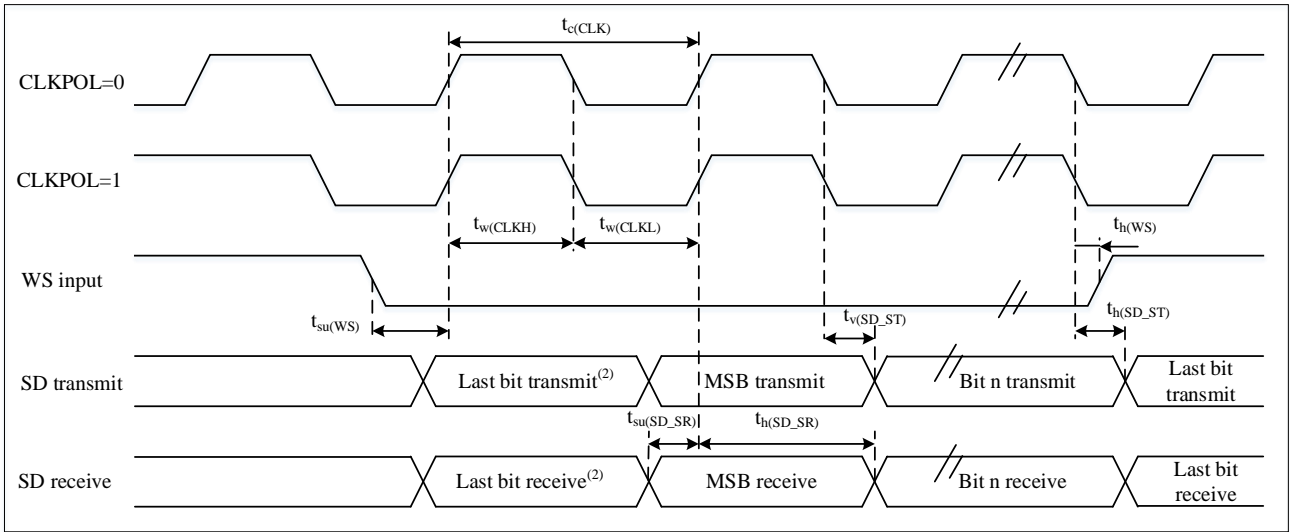 t_c(CLK)
CLKPOL=0
CLKPOL=1
t_w(CLKH)
t_w(CLKL)
t_h(WS)
WS input
t_su(WS)
t_v(SD_ST)
t_h(SD_ST)
SD transmit
Last bit transmit(2)
MSB transmit
Bit n transmit
Last bit
transmit
t_su(SD_SR)
t_h(SD_SR)
SD receive
Last bit receive(2)
MSB receive
Bit n receive
Last bit
receive